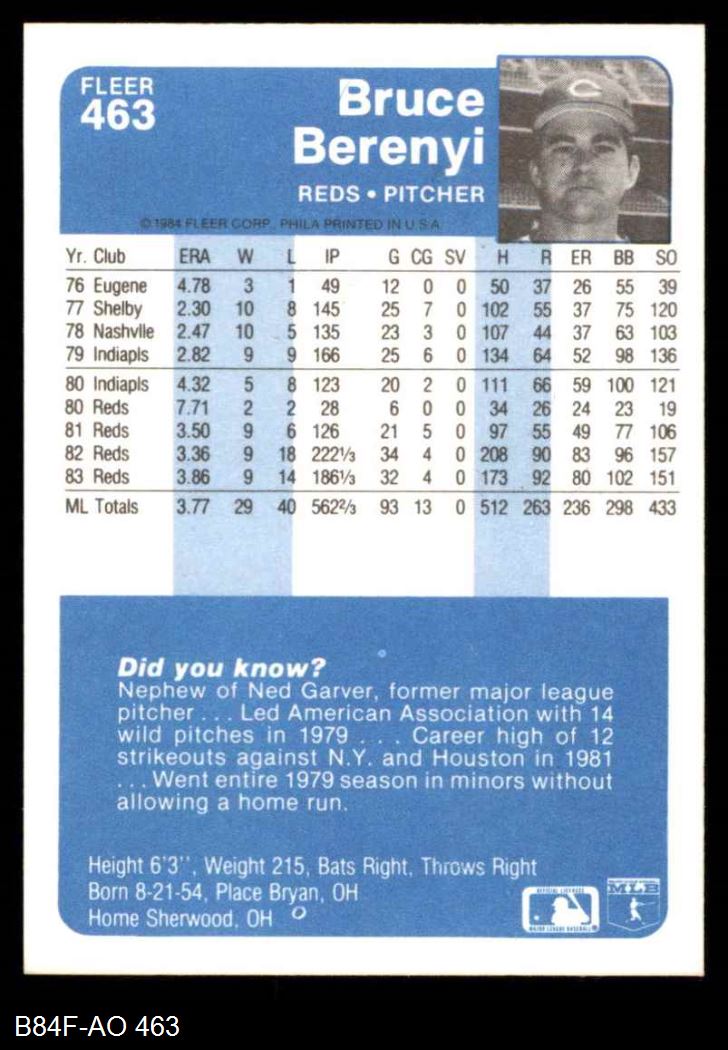 FLEER
463
Bruce
Berenyi
REDS • PITCHER
© 1984 FLEER CORP. PHILA PRINTED IN U.S.A.
C
Yr. Club ERA W L IP G CG SV H R ER BB SO
76 Eugene 4.78 3 1 49 12 0 0 50 37 26 55 39
77 Shelby 2.30 10 8 145 25 7 0 102 55 37 75 120
78 Nashvlle 2.47 10 5 135 23 3 0 107 44 37 63 103
79 Indiapls 2.82 9 9 166 25 6 0 134 64 52 98 136
80 Indiapls 4.32 5 8 123 20 2 0 111 66 59 100 121
80 Reds 7.71 2 2 28 6 0 0 34 26 24 23 19
81 Reds 3.50 9 6 126 21 5 0 97 55 49 77 106
82 Reds 3.36 9 18 222⅓ 34 4 0 208 90 83 96 157
83 Reds 3.86 9 14 186⅓ 32 4 0 173 92 80 102 151
ML Totals 3.77 29 40 562⅔ 93 13 0 512 263 236 298 433
Did you know?
Nephew of Ned Garver, former major league
pitcher . . . Led American Association with 14
wild pitches in 1979 . . . Career high of 12
strikeouts against N.Y. and Houston in 1981
. . . Went entire 1979 season in minors without
allowing a home run.
Height 6'3'', Weight 215, Bats Right, Throws Right
Born 8-21-54, Place Bryan, OH
Home Sherwood, OH
OFFICIAL LICENSEE
MAJOR LEAGUE BASEBALL
MLB
B84F-AO 463